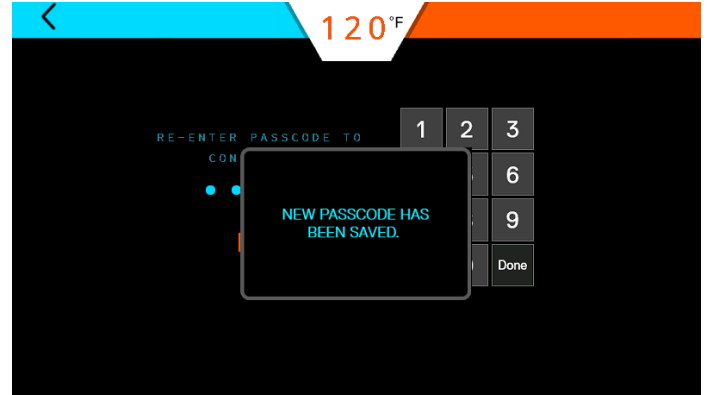 120°F
RE-ENTER PASSCODE TO
CON
NEW PASSCODE HAS
BEEN SAVED.
1 2 3
6
9
Done